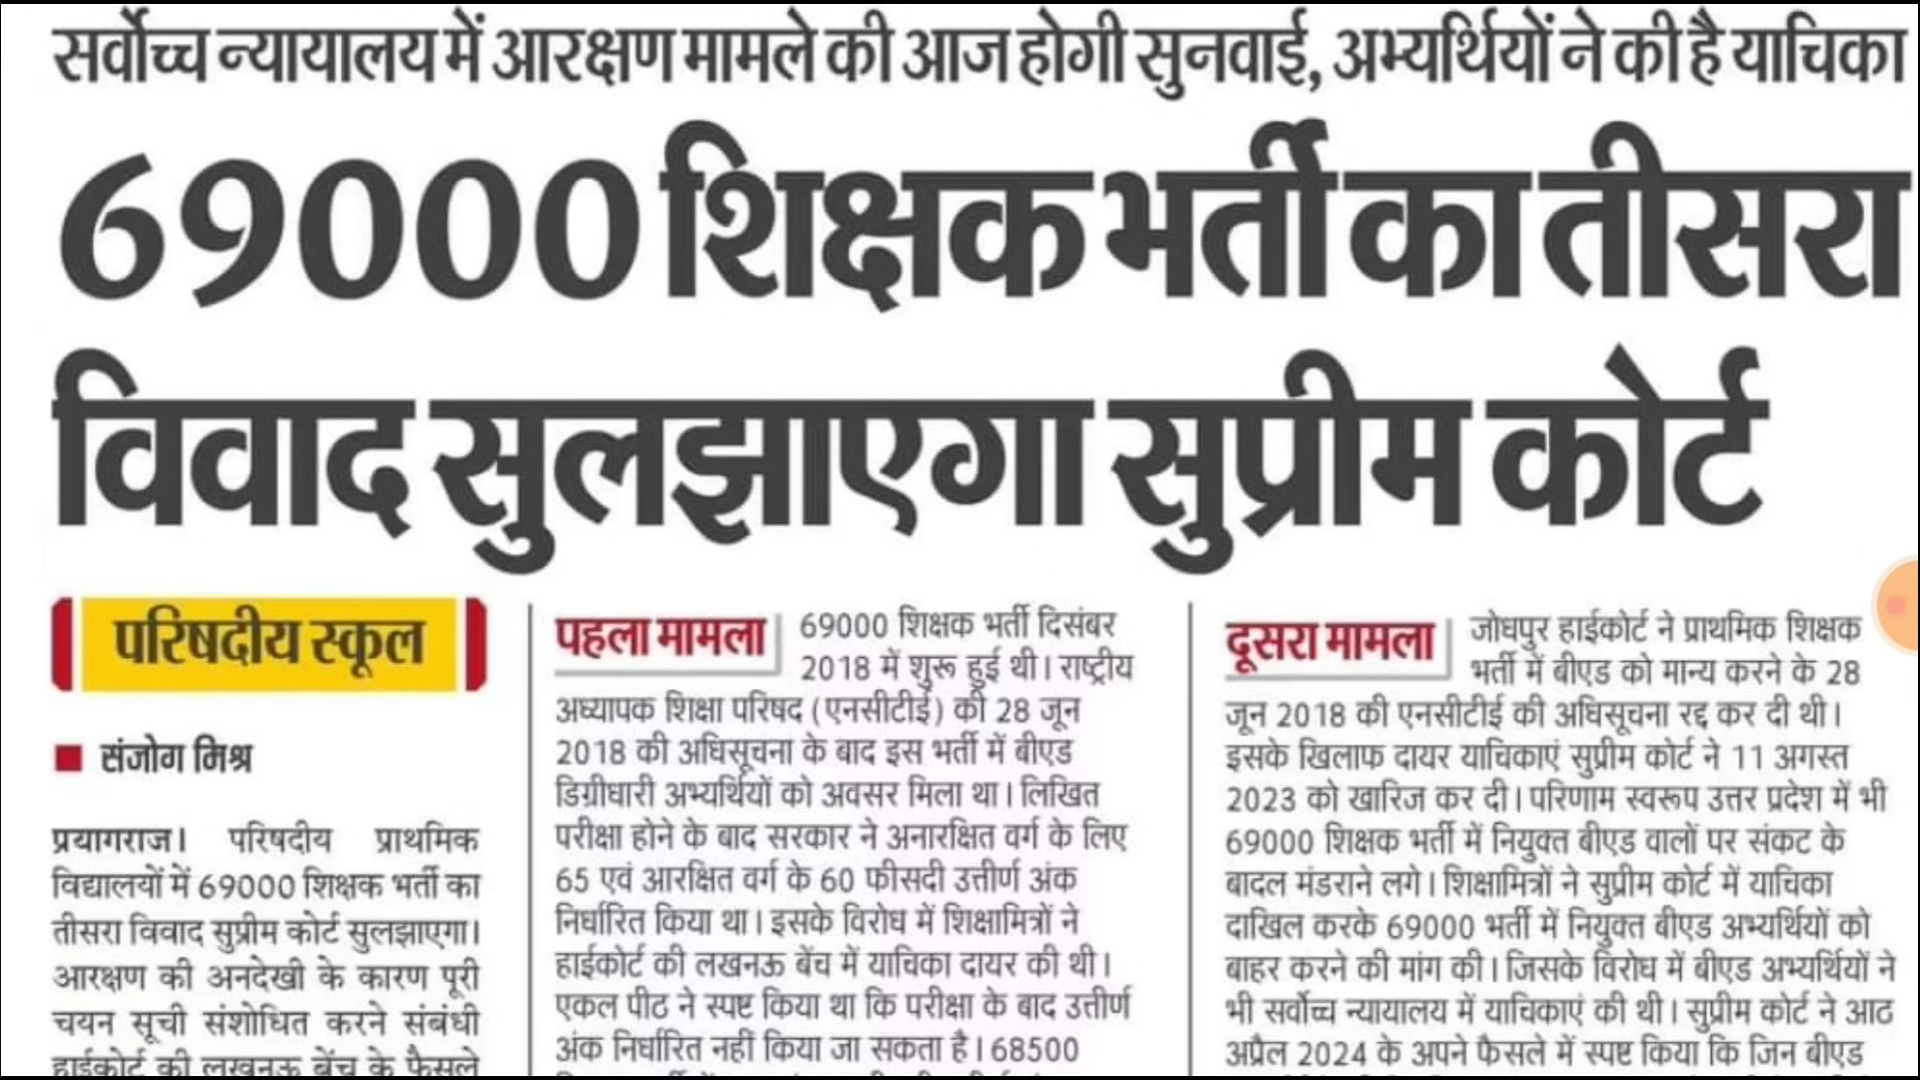 सर्वोच्च न्यायालय में आरक्षण मामले की आज होगी सुनवाई, अभ्यर्थियों ने की है याचिका
69000 शिक्षक भर्ती का तीसरा
विवाद सुलझाएगा सुप्रीम कोर्ट
परिषदीय स्कूल
■ संजोग मिश्र
प्रयागराज। परिषदीय प्राथमिक
विद्यालयों में 69000 शिक्षक भर्ती का
तीसरा विवाद सुप्रीम कोर्ट सुलझाएगा।
आरक्षण की अनदेखी के कारण पूरी
चयन सूची संशोधित करने संबंधी
हाईकोर्ट की लखनऊ बेंच के फैसले
पहला मामला
69000 शिक्षक भर्ती दिसंबर
2018 में शुरू हुई थी। राष्ट्रीय
अध्यापक शिक्षा परिषद (एनसीटीई) की 28 जून
2018 की अधिसूचना के बाद इस भर्ती में बीएड
डिग्रीधारी अभ्यर्थियों को अवसर मिला था। लिखित
परीक्षा होने के बाद सरकार ने अनारक्षित वर्ग के लिए
65 एवं आरक्षित वर्ग के 60 फीसदी उत्तीर्ण अंक
निर्धारित किया था। इसके विरोध में शिक्षामित्रों ने
हाईकोर्ट की लखनऊ बेंच में याचिका दायर की थी।
एकल पीठ ने स्पष्ट किया था कि परीक्षा के बाद उत्तीर्ण
अंक निर्धारित नहीं किया जा सकता है। 68500
दूसरा मामला
जोधपुर हाईकोर्ट ने प्राथमिक शिक्षक
भर्ती में बीएड को मान्य करने के 28
जून 2018 की एनसीटीई की अधिसूचना रद्द कर दी थी।
इसके खिलाफ दायर याचिकाएं सुप्रीम कोर्ट ने 11 अगस्त
2023 को खारिज कर दी। परिणाम स्वरूप उत्तर प्रदेश में भी
69000 शिक्षक भर्ती में नियुक्त बीएड वालों पर संकट के
बादल मंडराने लगे। शिक्षामित्रों ने सुप्रीम कोर्ट में याचिका
दाखिल करके 69000 भर्ती में नियुक्त बीएड अभ्यर्थियों को
बाहर करने की मांग की। जिसके विरोध में बीएड अभ्यर्थियों ने
भी सर्वोच्च न्यायालय में याचिकाएं की थी। सुप्रीम कोर्ट ने आठ
अप्रैल 2024 के अपने फैसले में स्पष्ट किया कि जिन बीएड